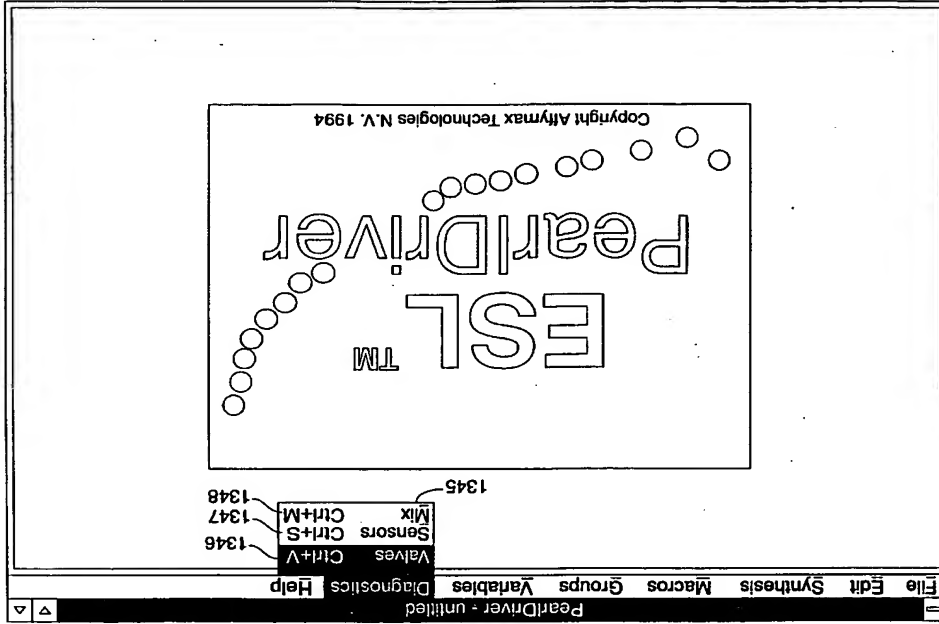 PearlDriver - untitled
File Edit Synthesis Macros Groups Variables Diagnostics Help
Valves Ctrl+V 1346
Sensors Ctrl+S 1347
Mix Ctrl+M 1348
1345
ESL TM
PearlDriver
Copyright Affymax Technologies N.V. 1994